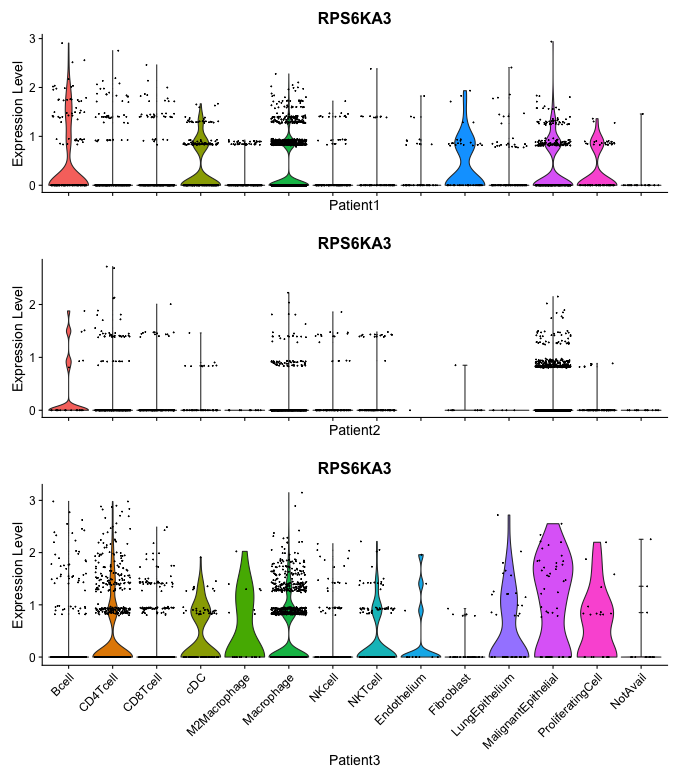 RPS6KA3
Expression Level
3
2
1
0
Patient1
RPS6KA3
Expression Level
2
1
0
Patient2
RPS6KA3
Expression Level
3
2
1
0
Bcell
CD4Tcell
CD8Tcell
cDC
M2Macrophage
Macrophage
NKcell
NKTcell
Endothelium
Fibroblast
LungEpithelium
MalignantEpithelial
ProliferatingCell
NotAvail
Patient3